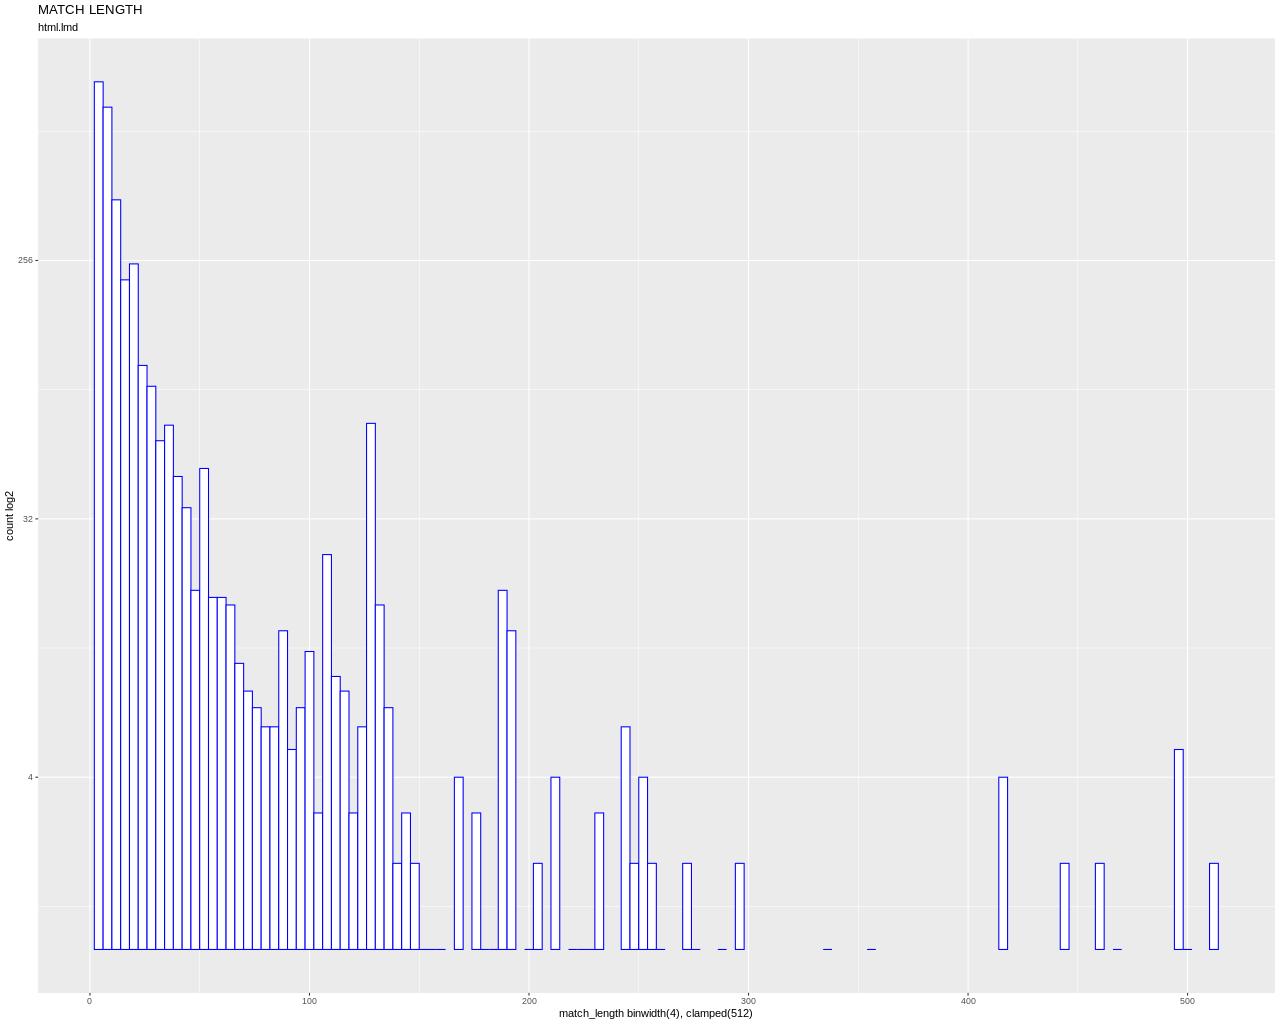 MATCH LENGTH
html.lmd
count log2
256
32
4
0
100
200
300
400
500
match_length binwidth(4), clamped(512)